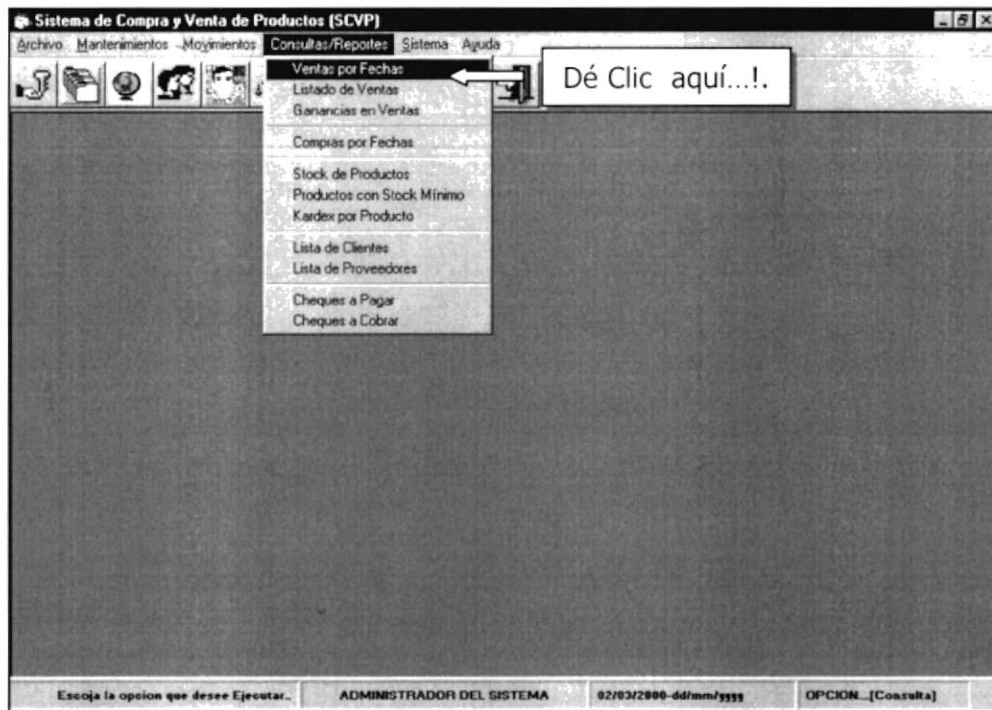 Sistema de Compra y Venta de Productos (SCVP)
Archivo Mantenimientos Movimientos Consultas/Reportes Sistema Ayuda
Ventas por Fechas
Dé Clic aquí...!.
Listado de Ventas
Ganancias en Ventas
Compras por Fechas
Stock de Productos
Productos con Stock Mínimo
Kardex por Producto
Lista de Clientes
Lista de Proveedores
Cheques a Pagar
Cheques a Cobrar
Escoja la opcion que desee Ejecutar.. ADMINISTRADOR DEL SISTEMA 02/03/2000-dd/mm/yyyy OPCION...[Consulta]